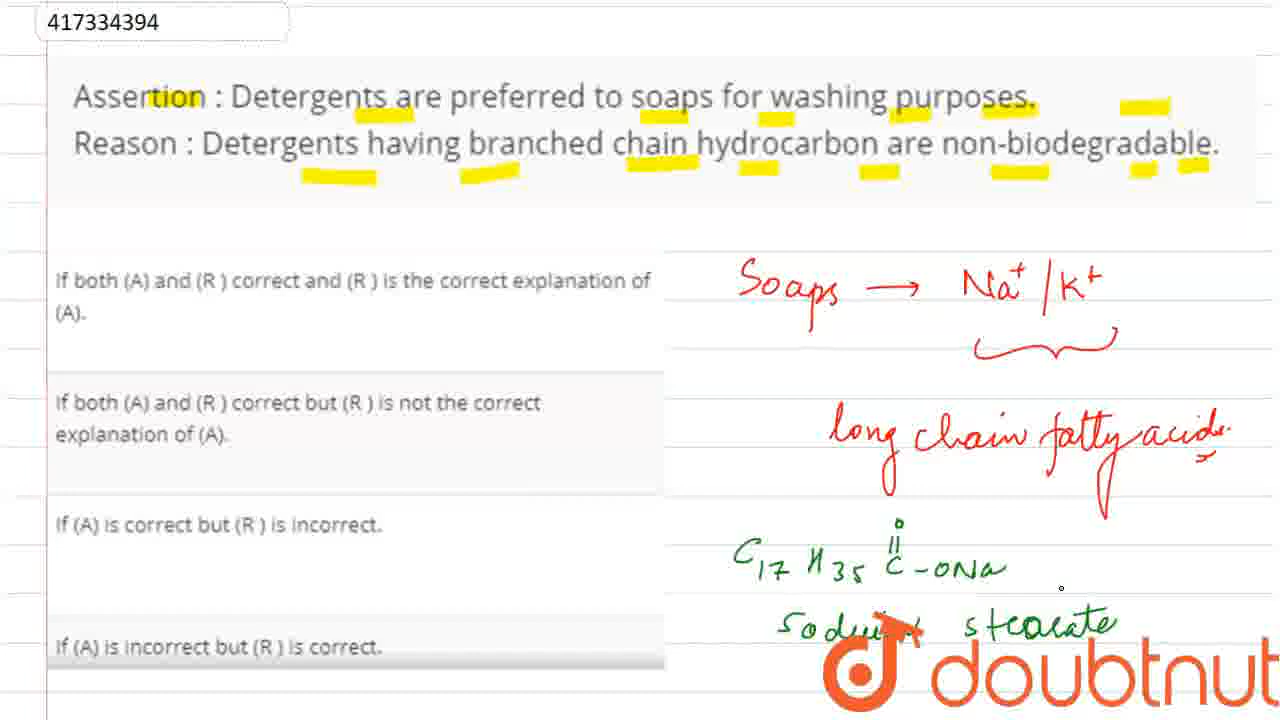 417334394
Assertion : Detergents are preferred to soaps for washing purposes.
Reason : Detergents having branched chain hydrocarbon are non-biodegradable.
If both (A) and (R ) correct and (R ) is the correct explanation of
(A).
If both (A) and (R ) correct but (R ) is not the correct
explanation of (A).
If (A) is correct but (R ) is incorrect.
If (A) is incorrect but (R ) is correct.
Soaps → Na⁺ / K⁺
long chain fatty acids.
O
||
C₁₇ H₃₅ C - ONa
Sodium stearate
doubtnut